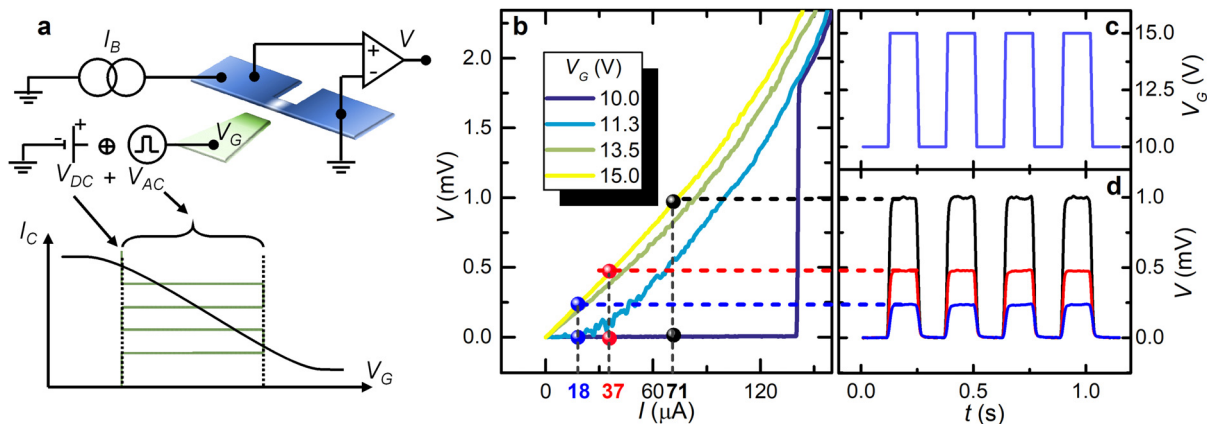 a
I_B
V
+
-
-
+
V_G
⊕
V_DC + V_AC
I_C
V_G
b
V_G (V)
10.0
11.3
13.5
15.0
V (mV)
2.0
1.5
1.0
0.5
0.0
0 18 37 60 71 120
I (μA)
c
15.0
12.5
10.0
V_G (V)
d
1.0
0.5
0.0
V (mV)
0.0 0.5 1.0
t (s)